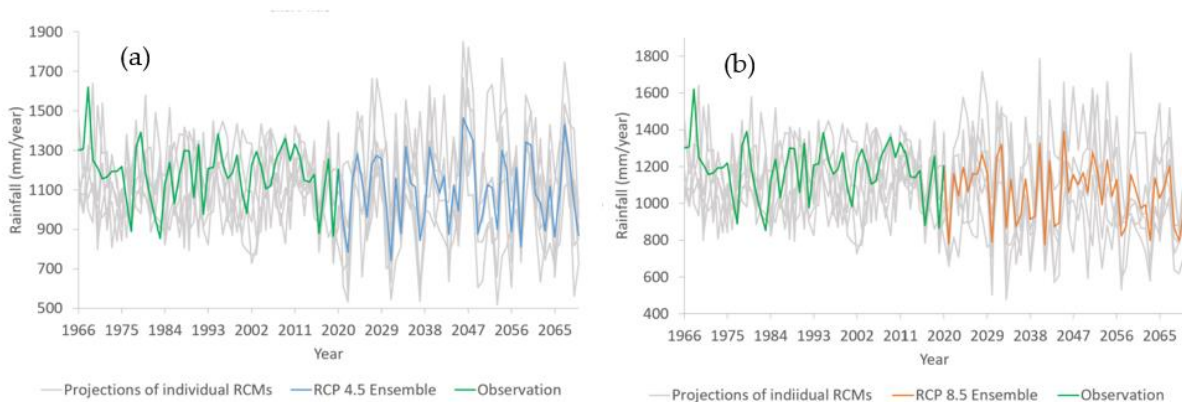 (a)
Rainfall (mm/year)
1900
1700
1500
1300
1100
900
700
500
1966 1975 1984 1993 2002 2011 2020 2029 2038 2047 2056 2065
Year
Projections of individual RCMs RCP 4.5 Ensemble Observation
(b)
Rainfall (mm/year)
1800
1600
1400
1200
1000
800
600
400
1966 1975 1984 1993 2002 2011 2020 2029 2038 2047 2056 2065
Year
Projections of indiidual RCMs RCP 8.5 Ensemble Observation